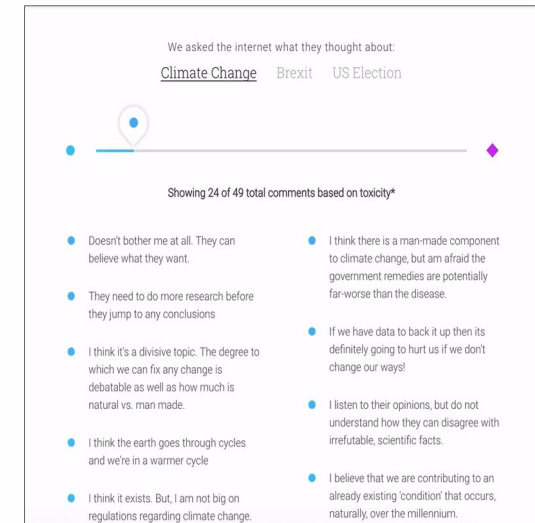 We asked the internet what they thought about:
Climate Change Brexit US Election
Showing 24 of 49 total comments based on toxicity*
Doesn't bother me at all. They can
believe what they want.
They need to do more research before
they jump to any conclusions
I think it's a divisive topic. The degree to
which we can fix any change is
debatable as well as how much is
natural vs. man made.
I think the earth goes through cycles
and we're in a warmer cycle
I think it exists. But, I am not big on
regulations regarding climate change.
I think there is a man-made component
to climate change, but am afraid the
government remedies are potentially
far-worse than the disease.
If we have data to back it up then its
definitely going to hurt us if we don't
change our ways!
I listen to their opinions, but do not
understand how they can disagree with
irrefutable, scientific facts.
I believe that we are contributing to an
already existing 'condition' that occurs,
naturally, over the millennium.